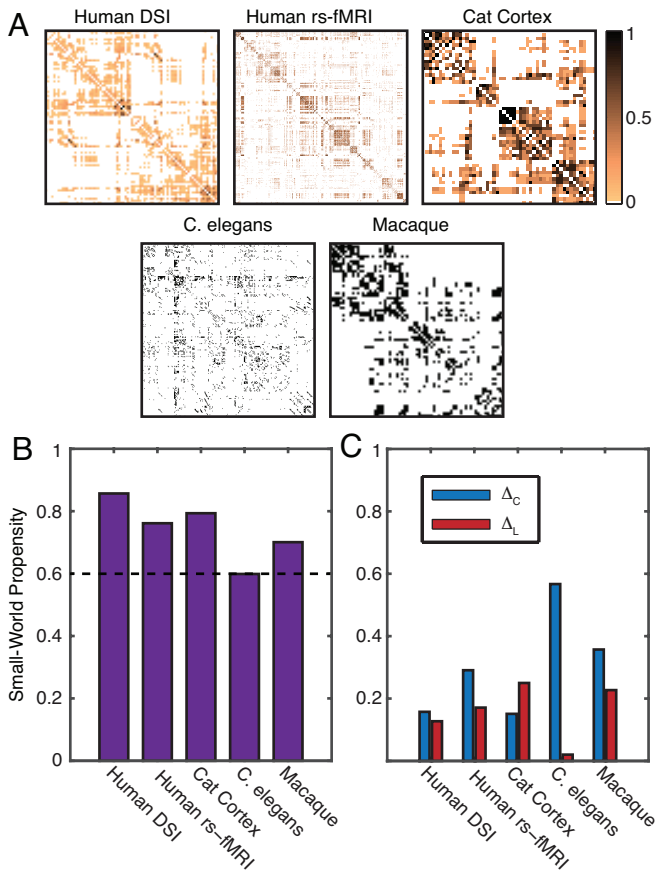 A
Human DSI
Human rs-fMRI
Cat Cortex
1
0.5
0
C. elegans
Macaque
B
Small-World Propensity
1
0.8
0.6
0.4
0.2
0
Human DSI
Human rs–fMRI
Cat Cortex
C. elegans
Macaque
C
1
0.8
0.6
0.4
0.2
ΔC
ΔL
Human DSI
Human rs–fMRI
Cat Cortex
C. elegans
Macaque